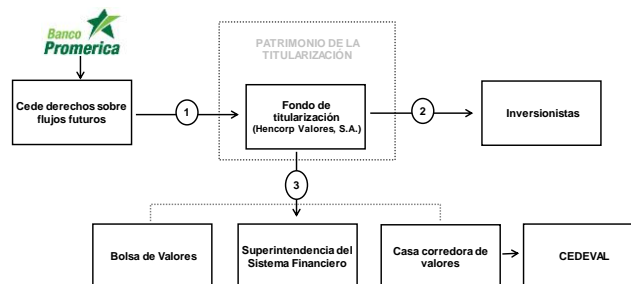 Banco
Promerica
PATRIMONIO DE LA
TITULARIZACIÓN
Cede derechos sobre
flujos futuros
1
Fondo de
titularización
(Hencorp Valores, S.A.)
2
Inversionistas
3
Bolsa de Valores
Superintendencia del
Sistema Financiero
Casa corredora de
valores
CEDEVAL